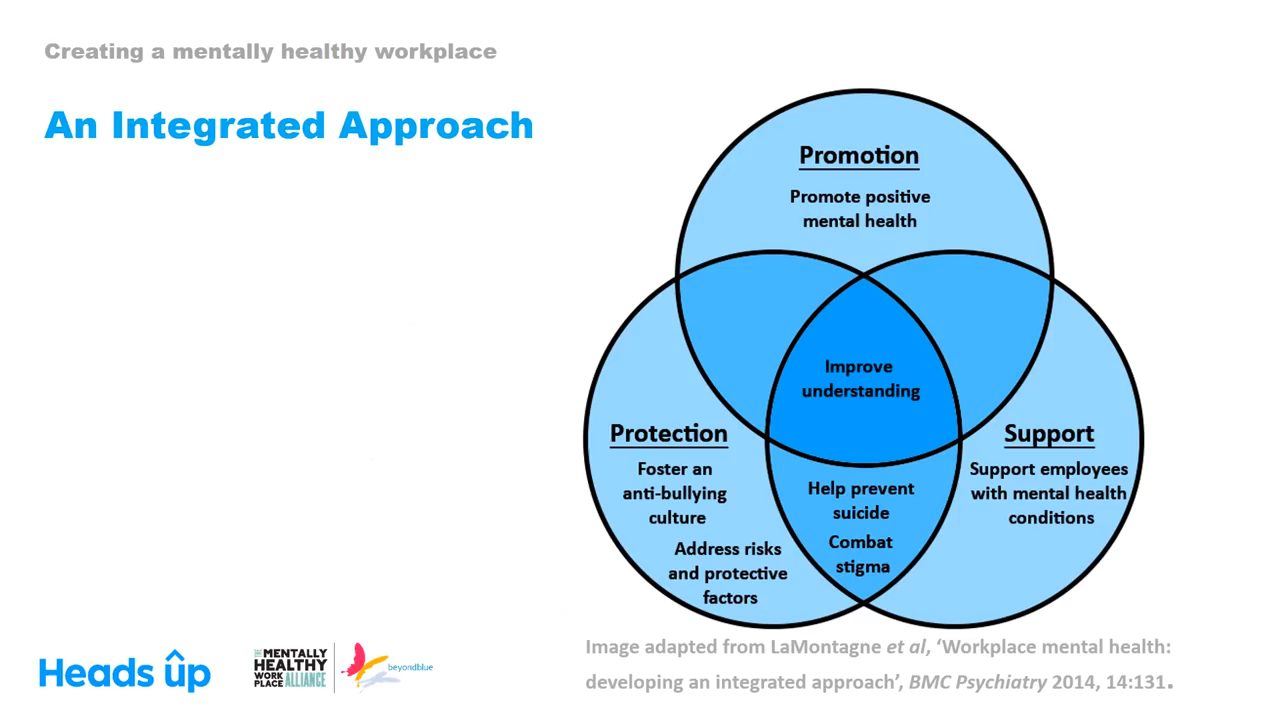 Creating a mentally healthy workplace
An Integrated Approach
Promotion
Promote positive
mental health
Improve
understanding
Protection
Foster an
anti-bullying
culture
Address risks
and protective
factors
Help prevent
suicide
Combat
stigma
Support
Support employees
with mental health
conditions
Heads up
THE MENTALLY
HEALTHY
WORK
PLACE ALLIANCE
beyondblue
Image adapted from LaMontagne et al, ‘Workplace mental health:
developing an integrated approach’, BMC Psychiatry 2014, 14:131.